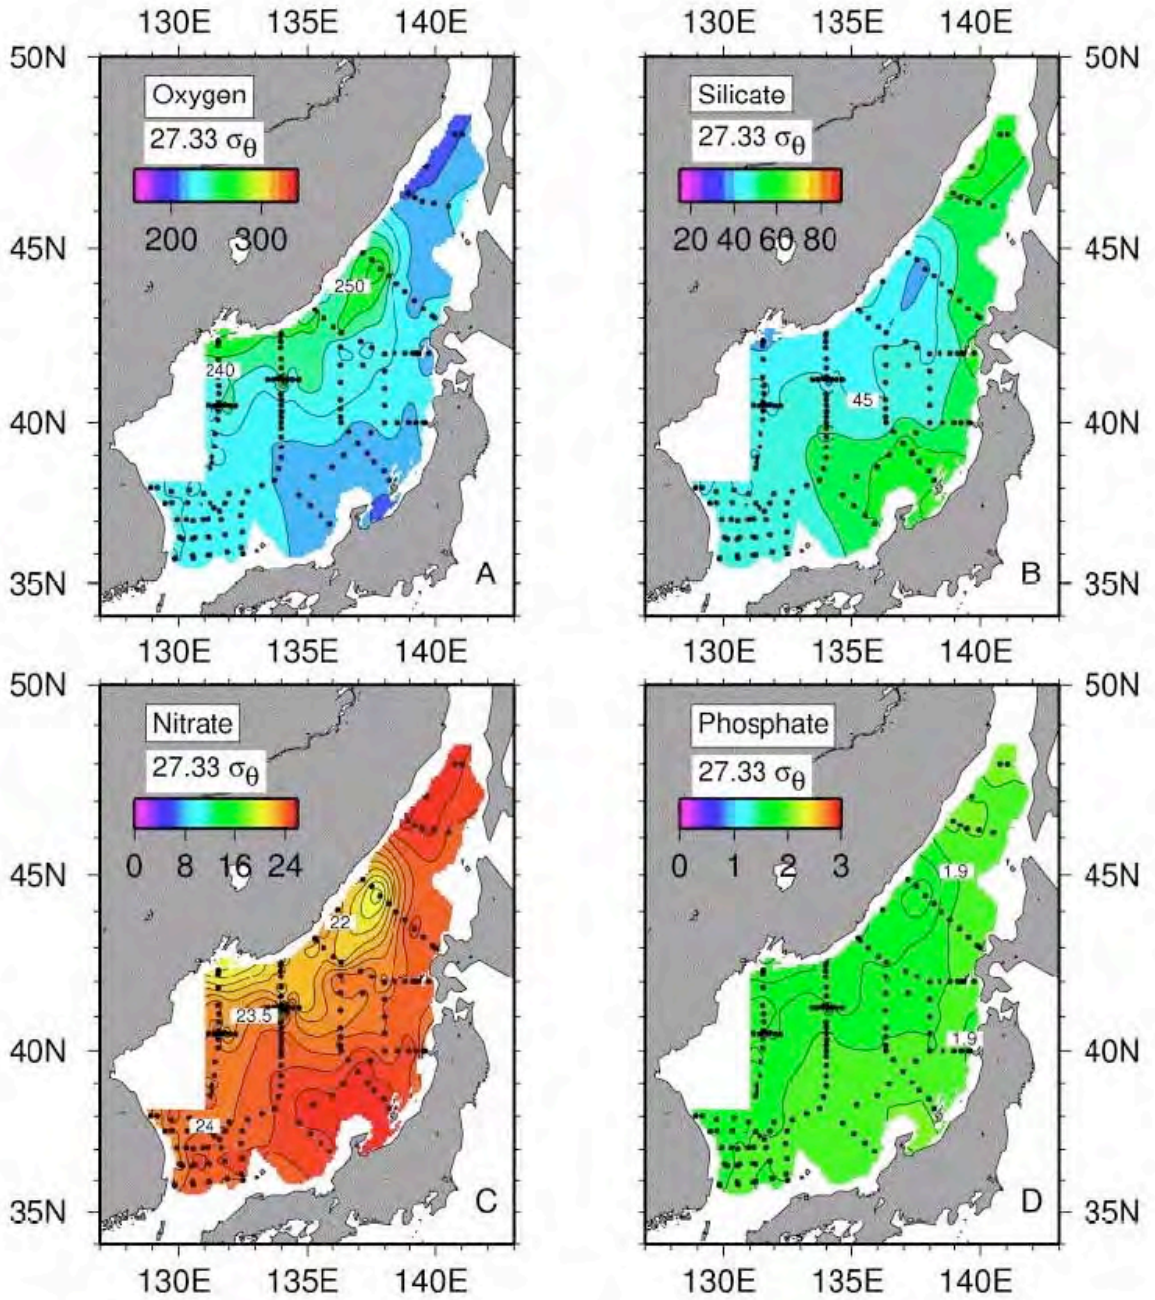 130E 135E 140E
130E 135E 140E
50N
50N
Oxygen
Silicate
27.33 σθ
27.33 σθ
200 300
20 40 60 80
45N
45N
250
240
45
40N
40N
35N
35N
A
B
130E 135E 140E
130E 135E 140E
50N
50N
Nitrate
Phosphate
27.33 σθ
27.33 σθ
0 8 16 24
0 1 2 3
45N
45N
1.9
22
23.5
1.9
40N
40N
24
35N
35N
C
D
130E 135E 140E
130E 135E 140E